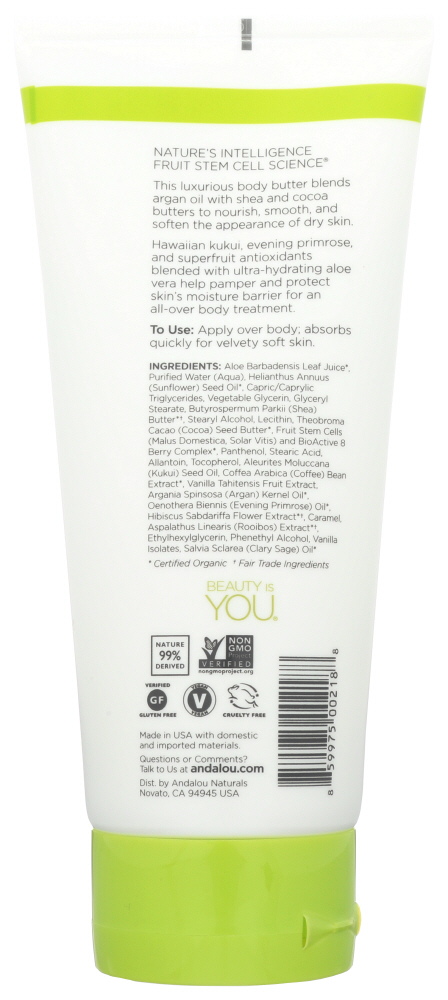 NATURE'S INTELLIGENCE
FRUIT STEM CELL SCIENCE®
This luxurious body butter blends
argan oil with shea and cocoa
butters to nourish, smooth, and
soften the appearance of dry skin.
Hawaiian kukui, evening primrose,
and superfruit antioxidants
blended with ultra-hydrating aloe
vera help pamper and protect
skin's moisture barrier for an
all-over body treatment.
To Use: Apply over body; absorbs
quickly for velvety soft skin.
INGREDIENTS: Aloe Barbadensis Leaf Juice*,
Purified Water (Aqua), Helianthus Annuus
(Sunflower) Seed Oil*, Capric/Caprylic
Triglycerides, Vegetable Glycerin, Glyceryl
Stearate, Butyrospermum Parkii (Shea)
Butter*†, Stearyl Alcohol, Lecithin, Theobroma
Cacao (Cocoa) Seed Butter*, Fruit Stem Cells
(Malus Domestica, Solar Vitis) and BioActive 8
Berry Complex*, Panthenol, Stearic Acid,
Allantoin, Tocopherol, Aleurites Moluccana
(Kukui) Seed Oil, Coffea Arabica (Coffee) Bean
Extract*, Vanilla Tahitensis Fruit Extract,
Argania Spinsosa (Argan) Kernel Oil*,
Oenothera Biennis (Evening Primrose) Oil*,
Hibiscus Sabdariffa Flower Extract*†, Caramel,
Aspalathus Linearis (Rooibos) Extract*†,
Ethylhexylglycerin, Phenethyl Alcohol, Vanilla
Isolates, Salvia Sclarea (Clary Sage) Oil*
* Certified Organic † Fair Trade Ingredients
BEAUTY IS
YOU®
NATURE
99%
DERIVED
NON
GMO
Project
VERIFIED
nongmoproject.org
VERIFIED
GF
GLUTEN FREE
VEGAN
V
VEGAN
CRUELTY FREE
Made in USA with domestic
and imported materials.
Questions or Comments?
Talk to Us at andalou.com
Dist. by Andalou Naturals
Novato, CA 94945 USA
8 59975 00218 8